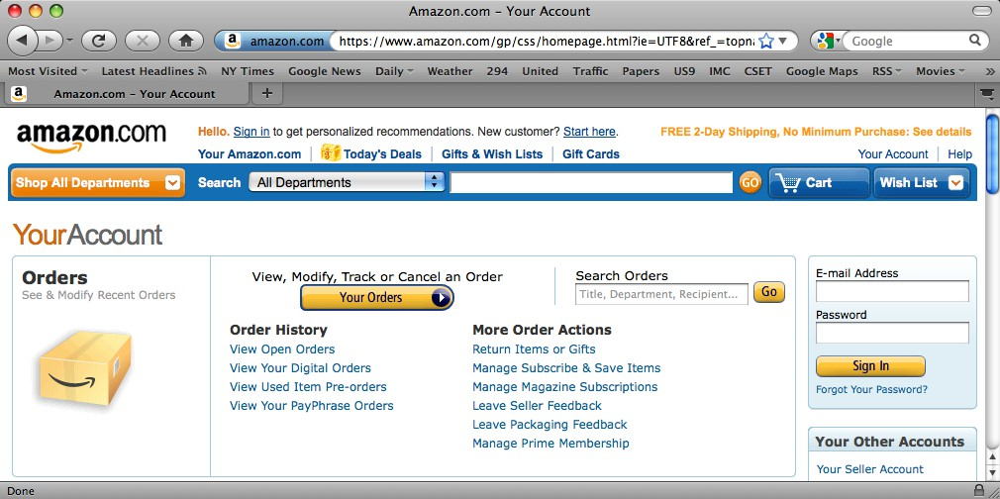 Amazon.com – Your Account
amazon.com https://www.amazon.com/gp/css/homepage.html?ie=UTF8&ref_=topna Google
Most Visited Latest Headlines NY Times Google News Daily Weather 294 United Traffic Papers US9 IMC CSET Google Maps RSS Movies »
Amazon.com – Your Account +
amazon.com Hello. Sign in to get personalized recommendations. New customer? Start here. FREE 2-Day Shipping, No Minimum Purchase: See details
Your Amazon.com Today's Deals Gifts & Wish Lists Gift Cards Your Account Help
Shop All Departments Search All Departments GO Cart Wish List
YourAccount
Orders
See & Modify Recent Orders
View, Modify, Track or Cancel an Order
Your Orders
Search Orders
Title, Department, Recipient... Go
Order History
View Open Orders
View Your Digital Orders
View Used Item Pre-orders
View Your PayPhrase Orders
More Order Actions
Return Items or Gifts
Manage Subscribe & Save Items
Manage Magazine Subscriptions
Leave Seller Feedback
Leave Packaging Feedback
Manage Prime Membership
E-mail Address
Password
Sign In
Forgot Your Password?
Your Other Accounts
Your Seller Account
Done